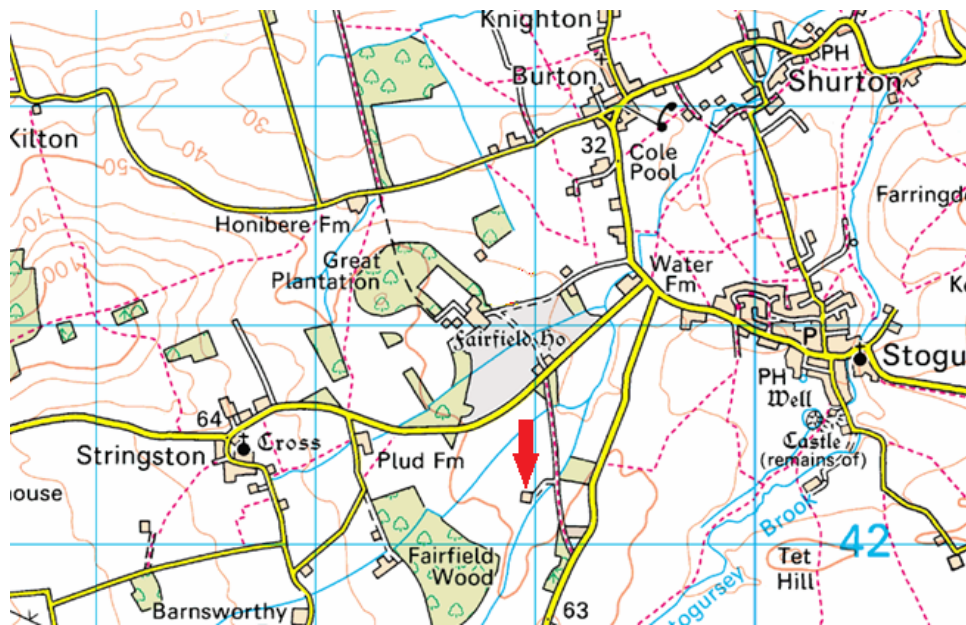 Knighton
Burton
PH
Shurton
10
30
40
50
70
100
Kilton
32
Cole
Pool
Farringd
Honibere Fm
Great
Plantation
Water
Fm
Fairfield Ho
P
Stogu
PH
Well
64
Cross
Castle
(remains of)
Stringston
Plud Fm
ouse
Brook
42
Fairfield
Wood
Tet
Hill
Barnsworthy
63
togursey